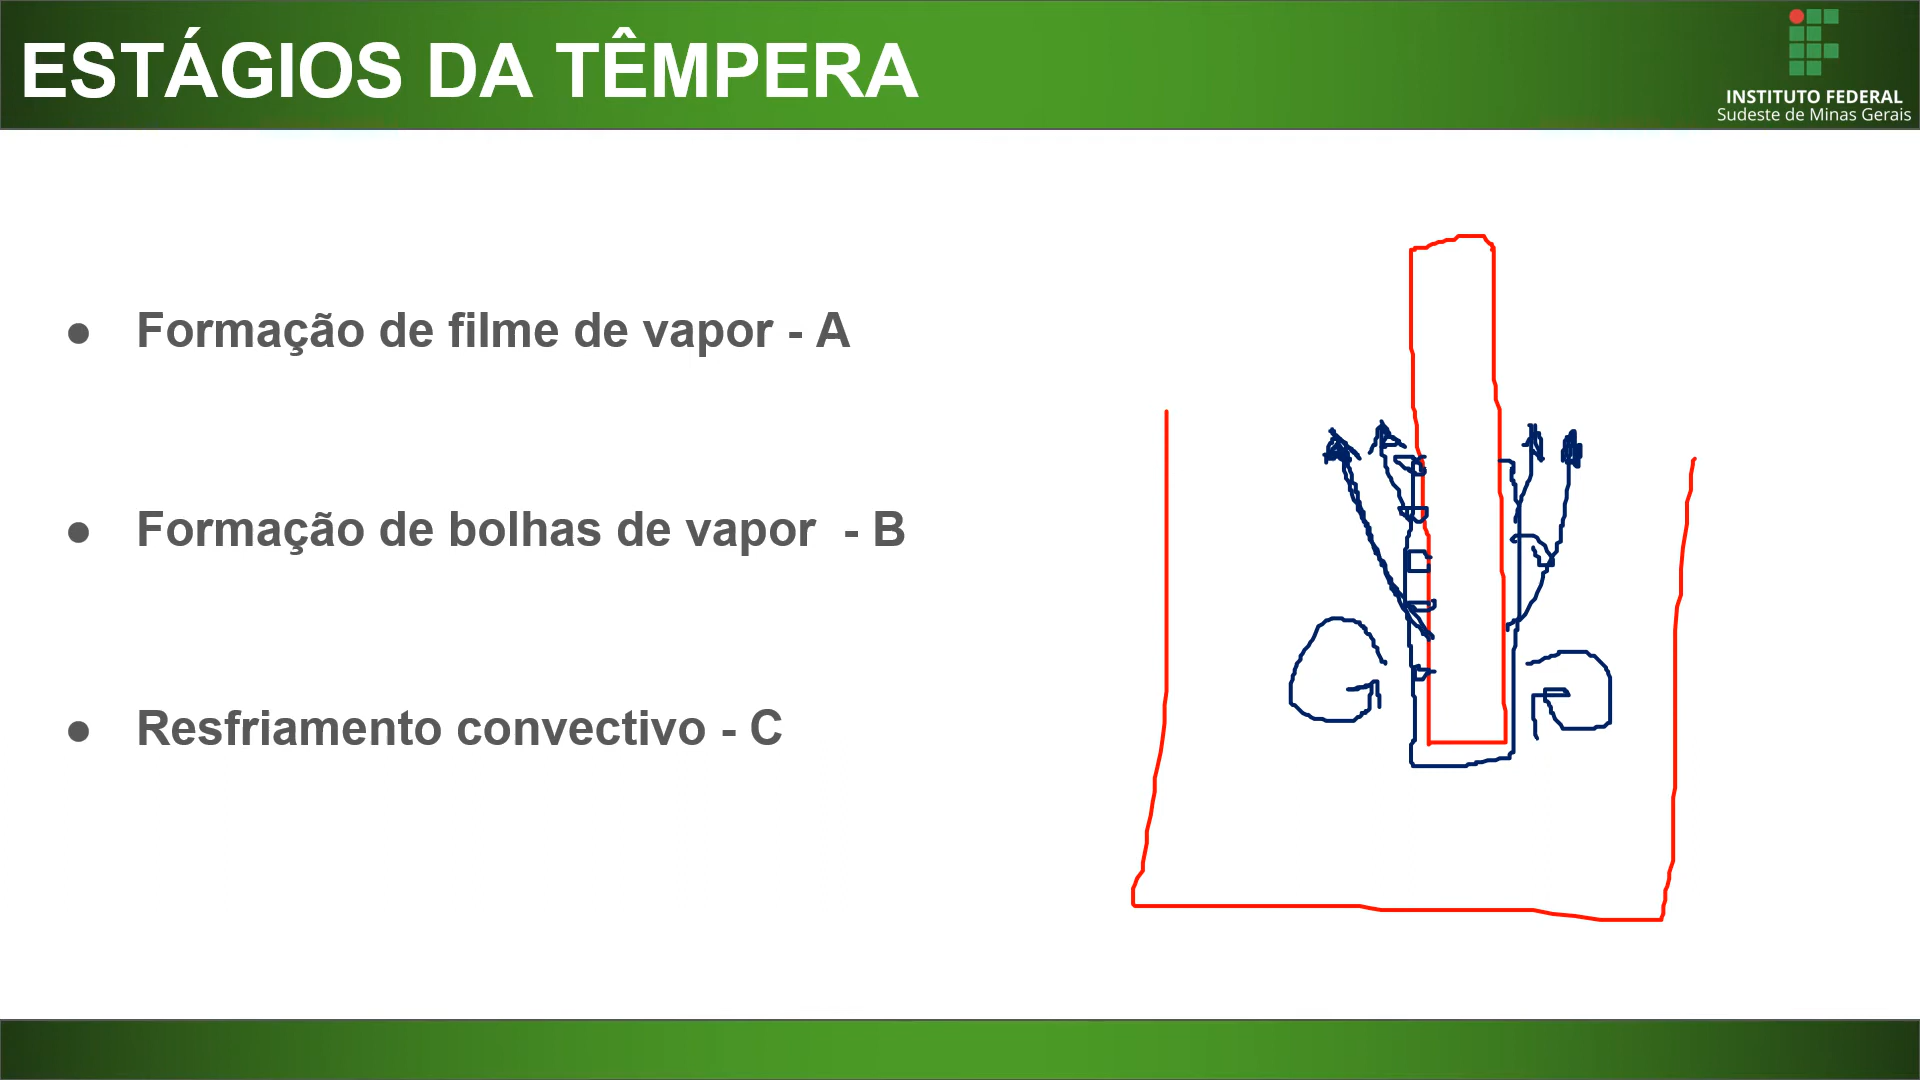 ESTÁGIOS DA TÊMPERA
INSTITUTO FEDERAL
Sudeste de Minas Gerais
● Formação de filme de vapor - A
● Formação de bolhas de vapor - B
● Resfriamento convectivo - C